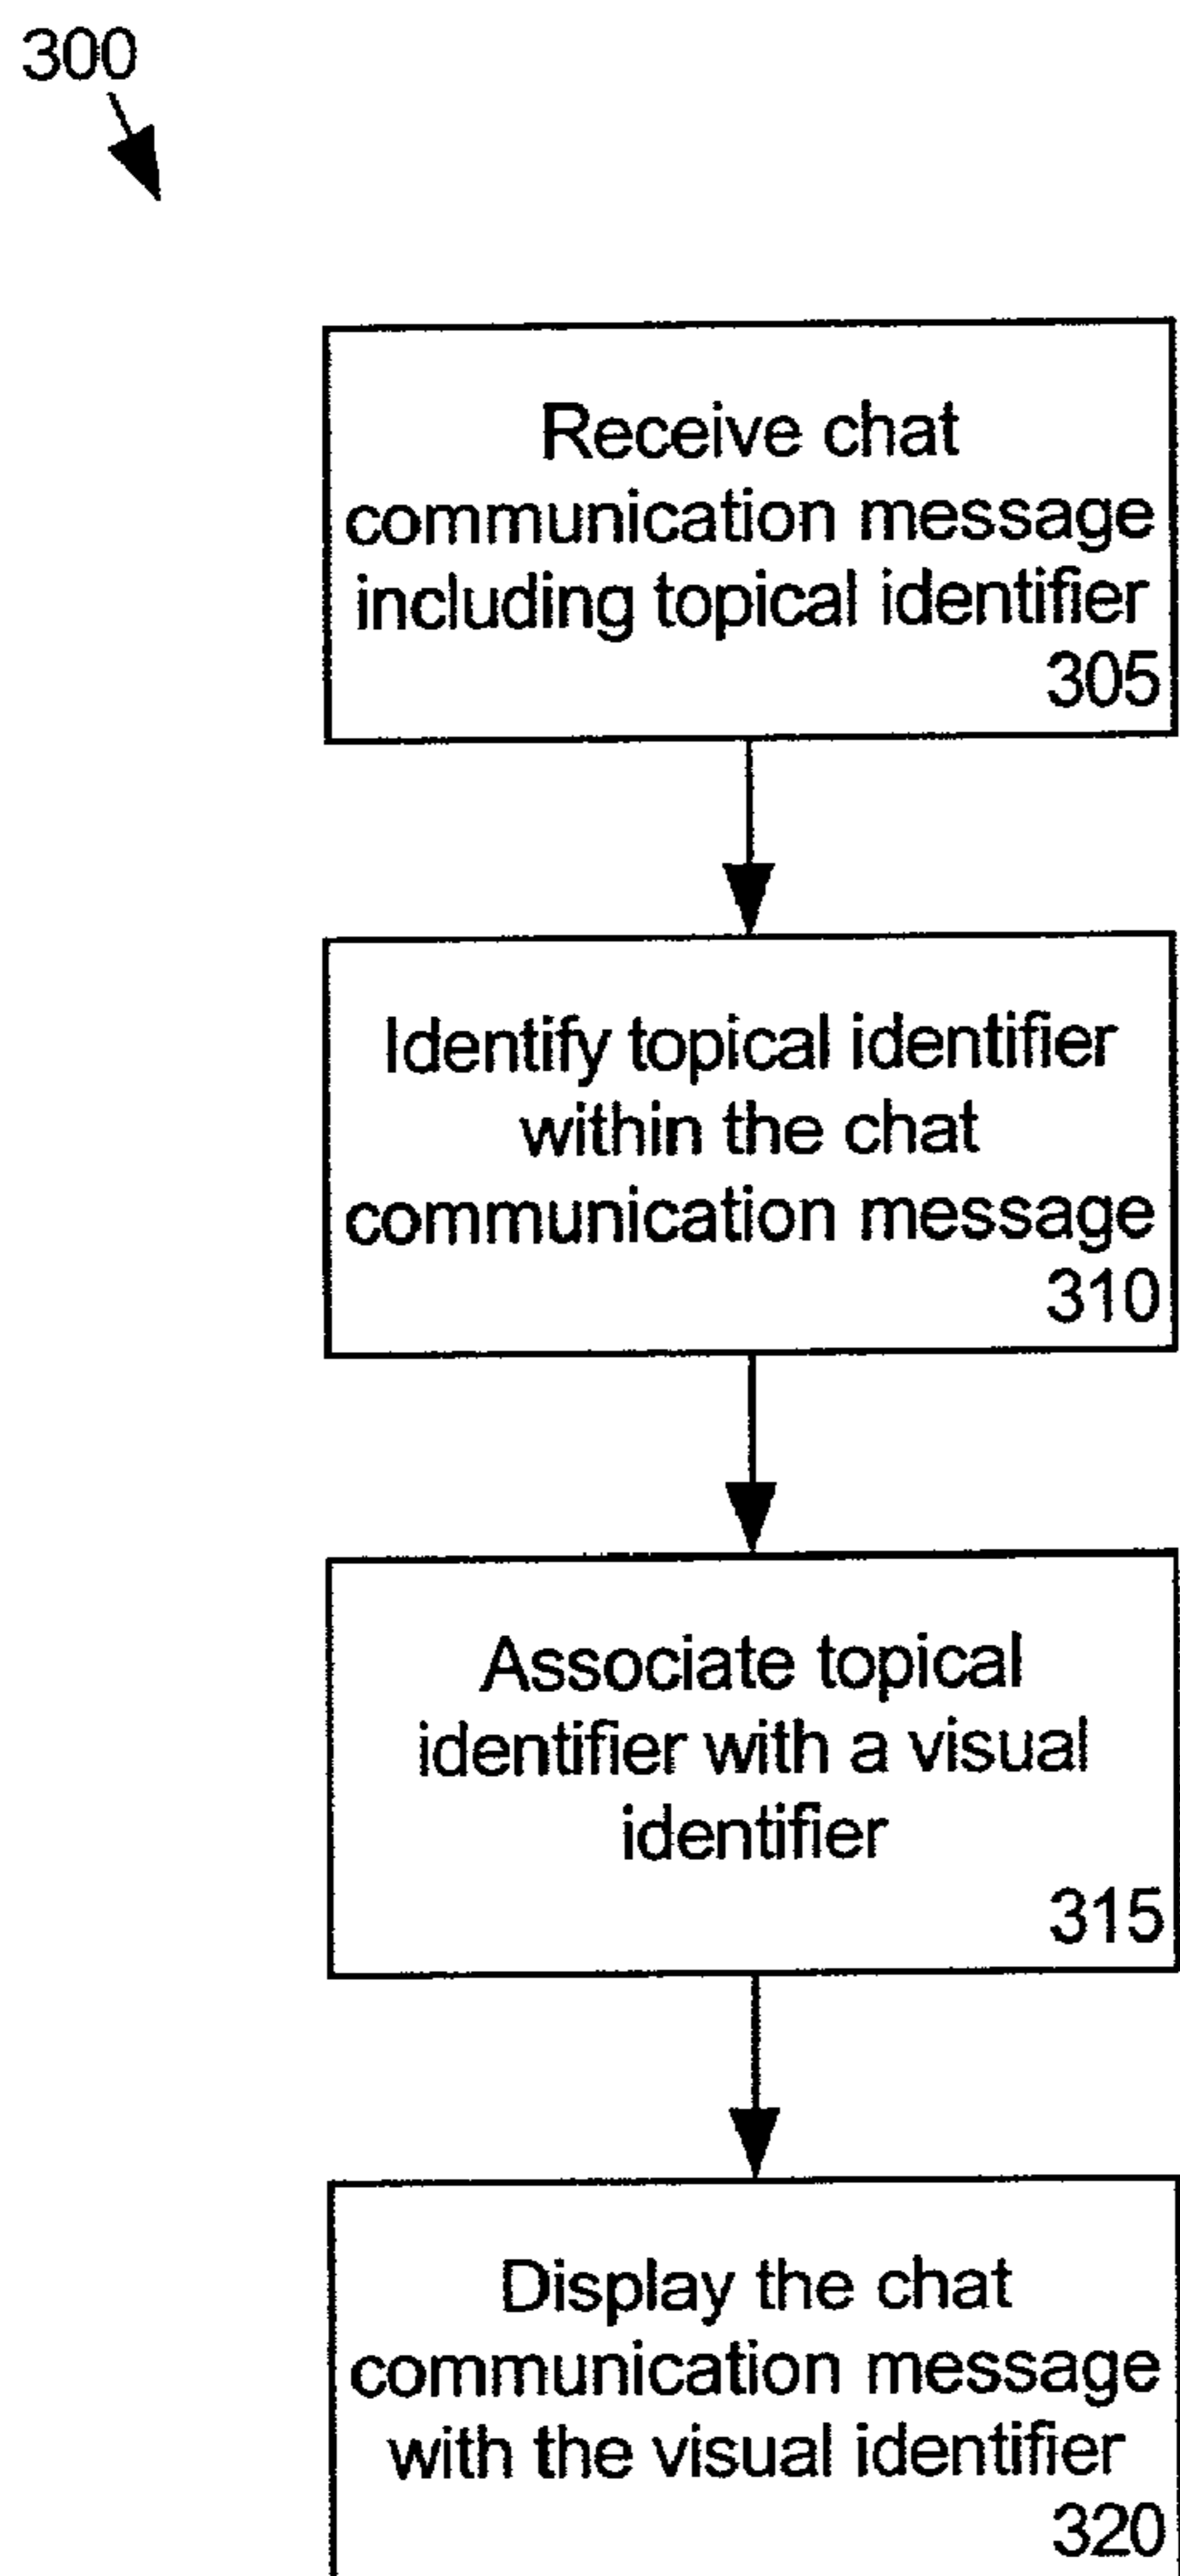 300
Receive chat
communication message
including topical identifier
305
Identify topical identifier
within the chat
communication message
310
Associate topical
identifier with a visual
identifier
315
Display the chat
communication message
with the visual identifier
320